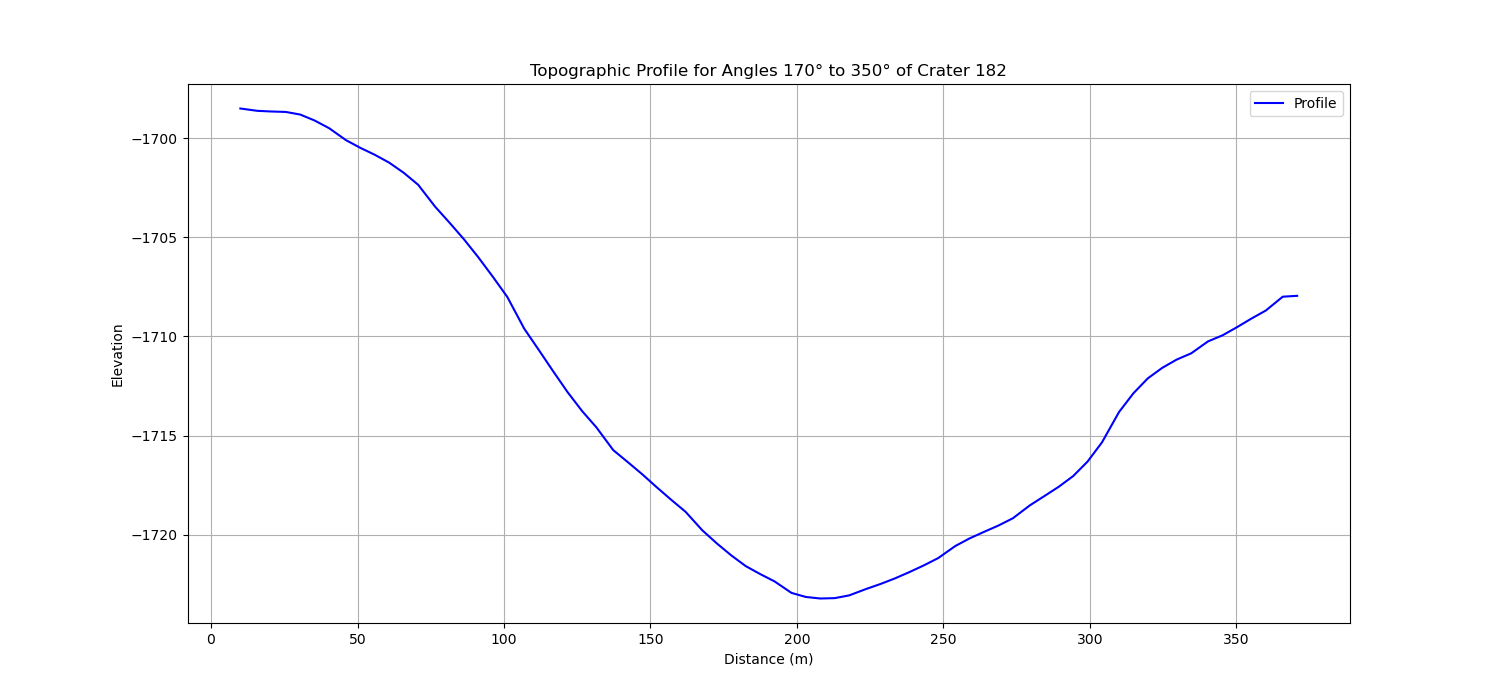 Topographic Profile for Angles 170° to 350° of Crater 182
Profile
−1700
−1705
−1710
−1715
−1720
Elevation
0 50 100 150 200 250 300 350
Distance (m)